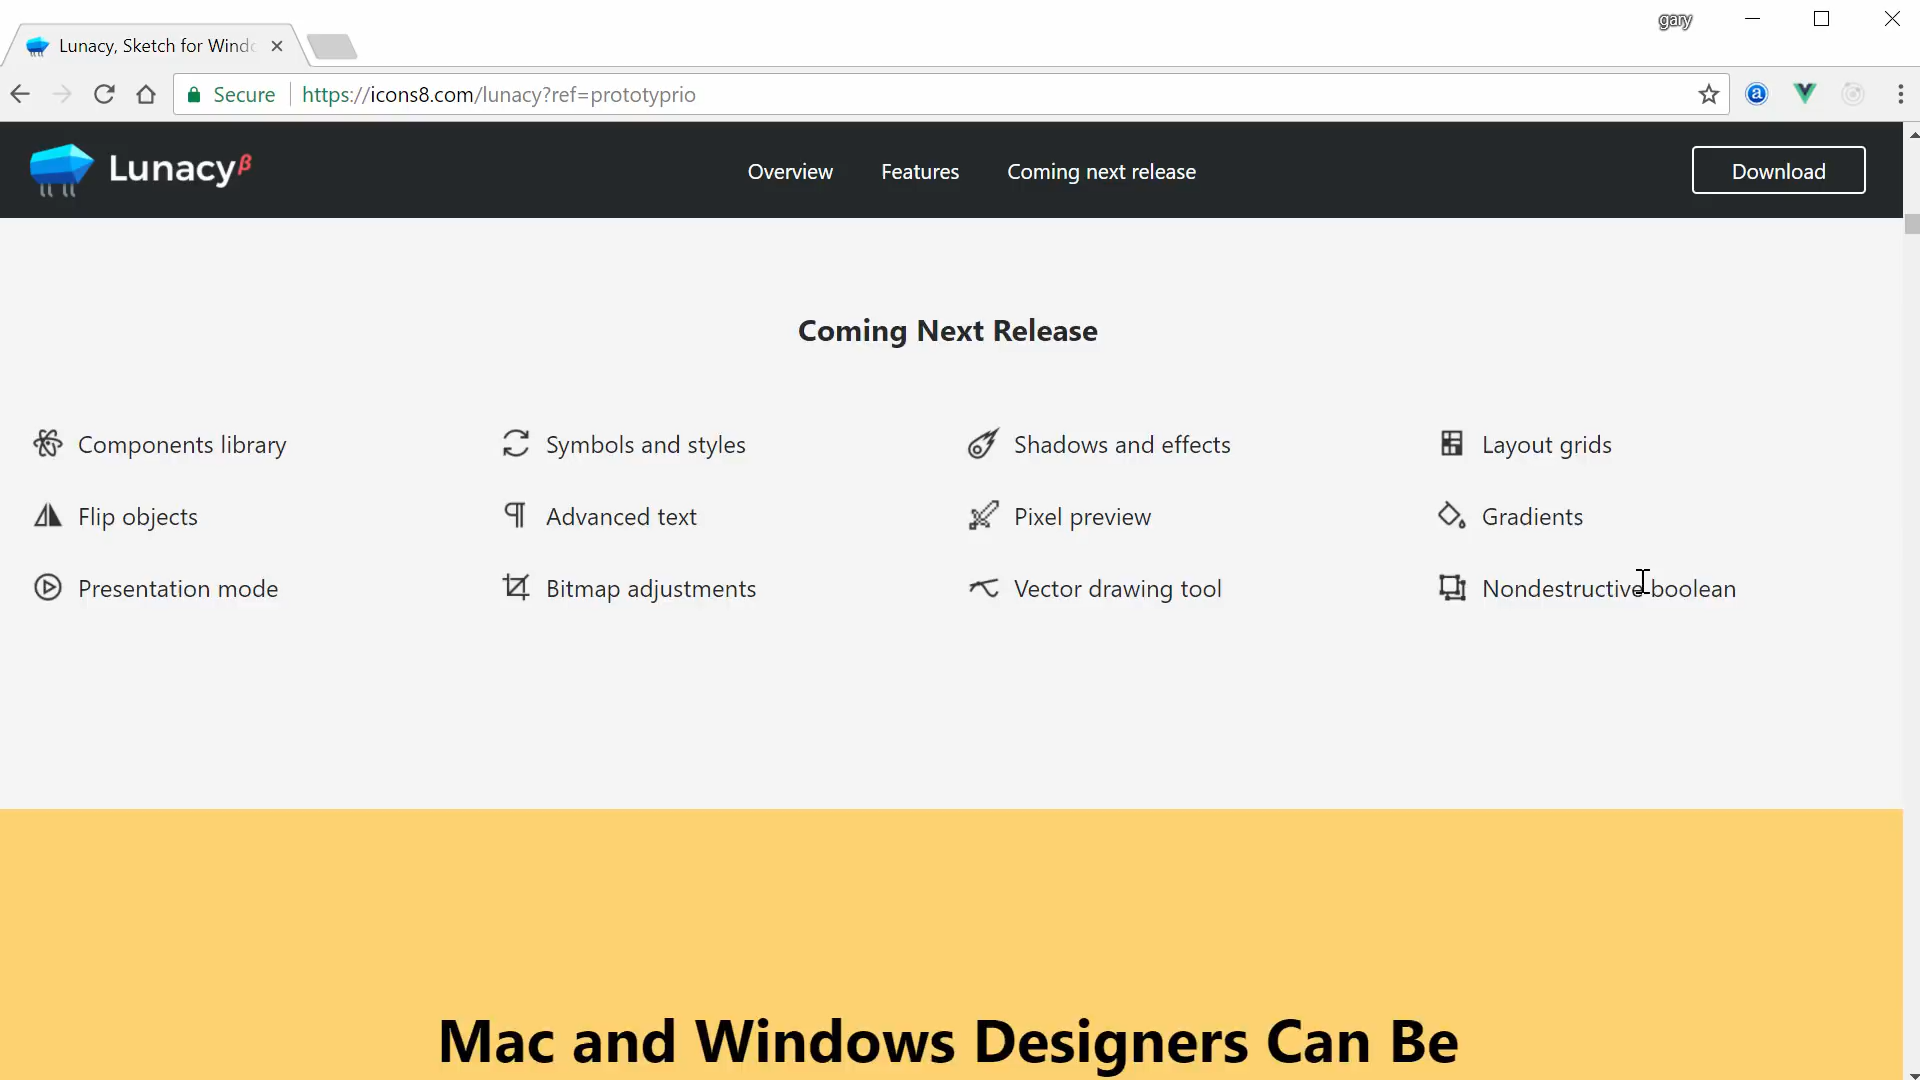 gary
Lunacy, Sketch for Windo
Secure https://icons8.com/lunacy?ref=prototyprio
Lunacyβ Overview Features Coming next release Download
Coming Next Release
Components library Symbols and styles Shadows and effects Layout grids
Flip objects Advanced text Pixel preview Gradients
Presentation mode Bitmap adjustments Vector drawing tool Nondestructive boolean
Mac and Windows Designers Can Be